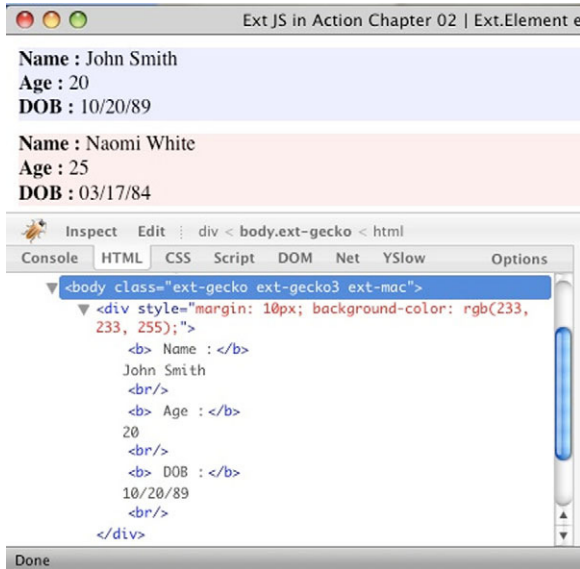 Ext JS in Action Chapter 02 | Ext.Element e
Name : John Smith
Age : 20
DOB : 10/20/89
Name : Naomi White
Age : 25
DOB : 03/17/84
Inspect Edit div < body.ext-gecko < html
Console HTML CSS Script DOM Net YSlow Options
<body class="ext-gecko ext-gecko3 ext-mac">
<div style="margin: 10px; background-color: rgb(233,
233, 255);">
<b> Name :</b>
John Smith
<br/>
<b> Age :</b>
20
<br/>
<b> DOB :</b>
10/20/89
<br/>
</div>
Done